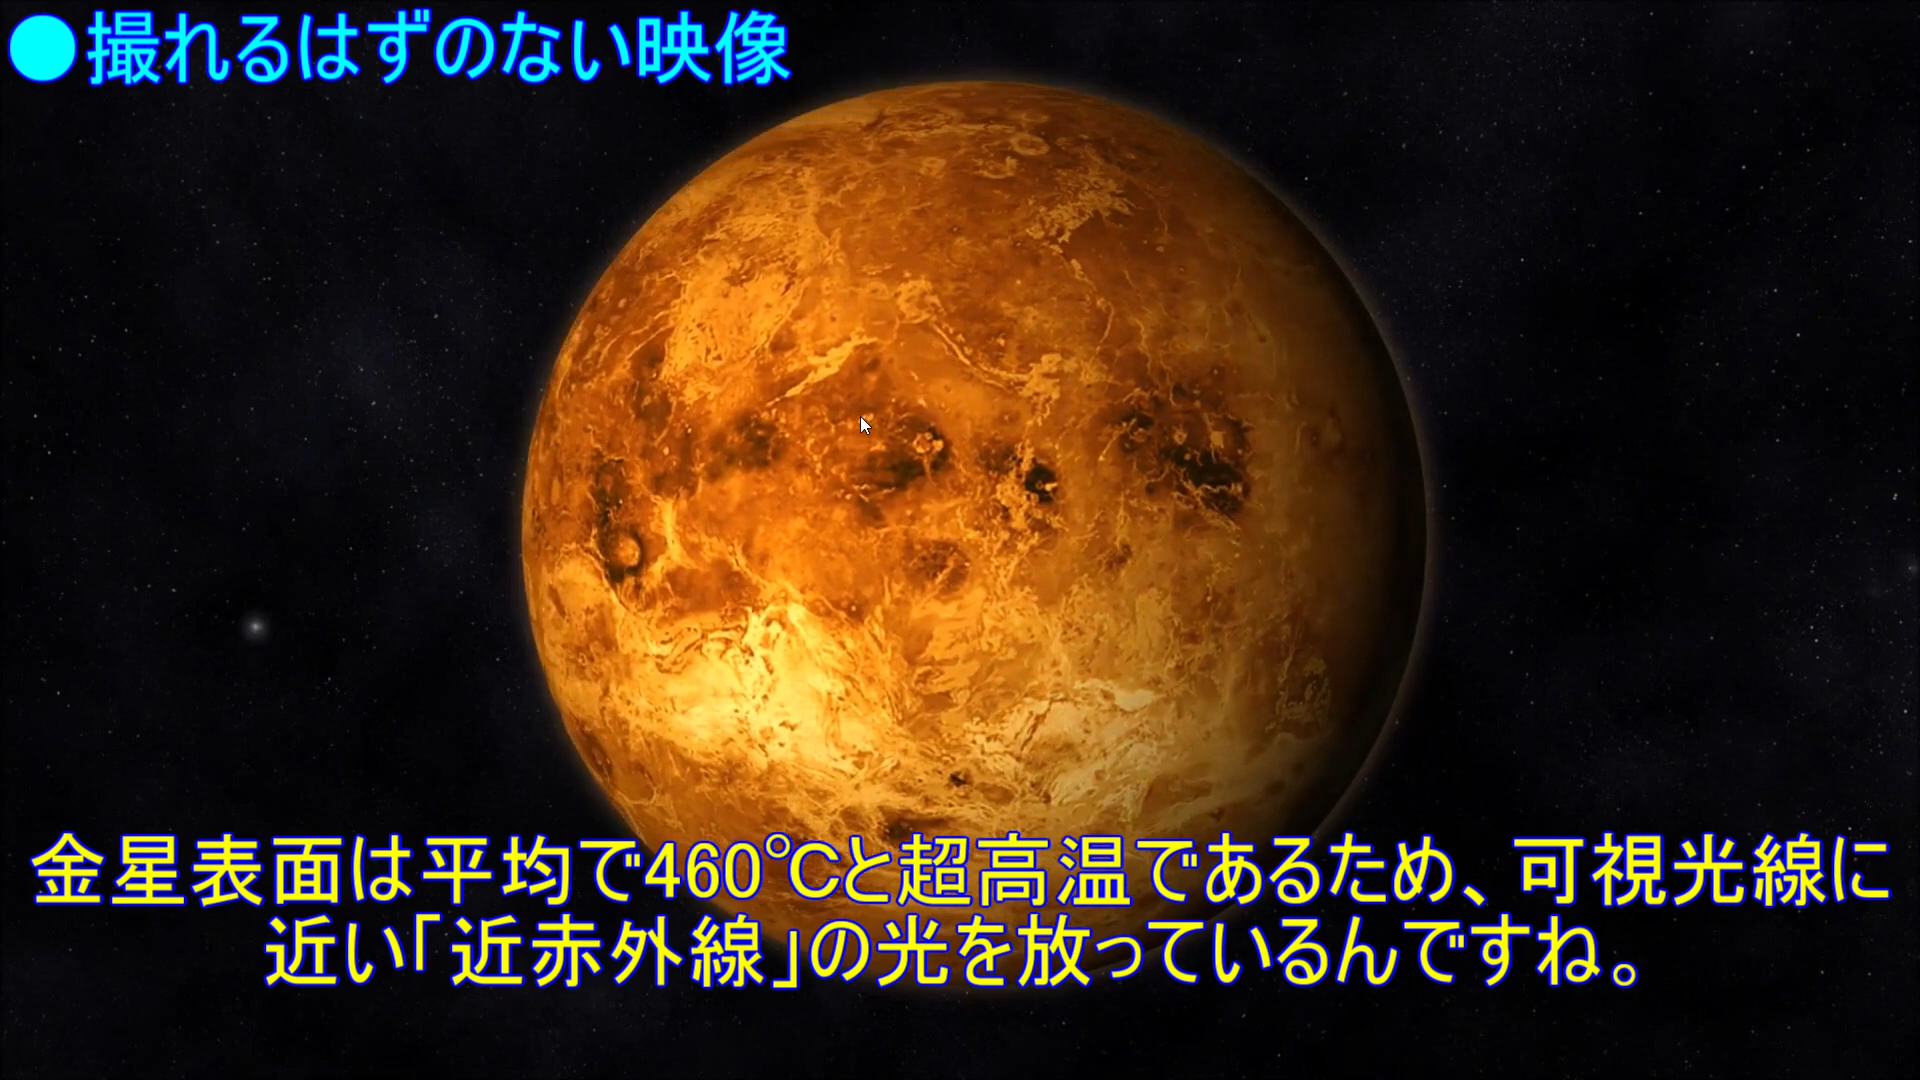 ●撮れるはずのない映像
金星表面は平均で460℃と超高温であるため、可視光線に
近い「近赤外線」の光を放っているんですね。